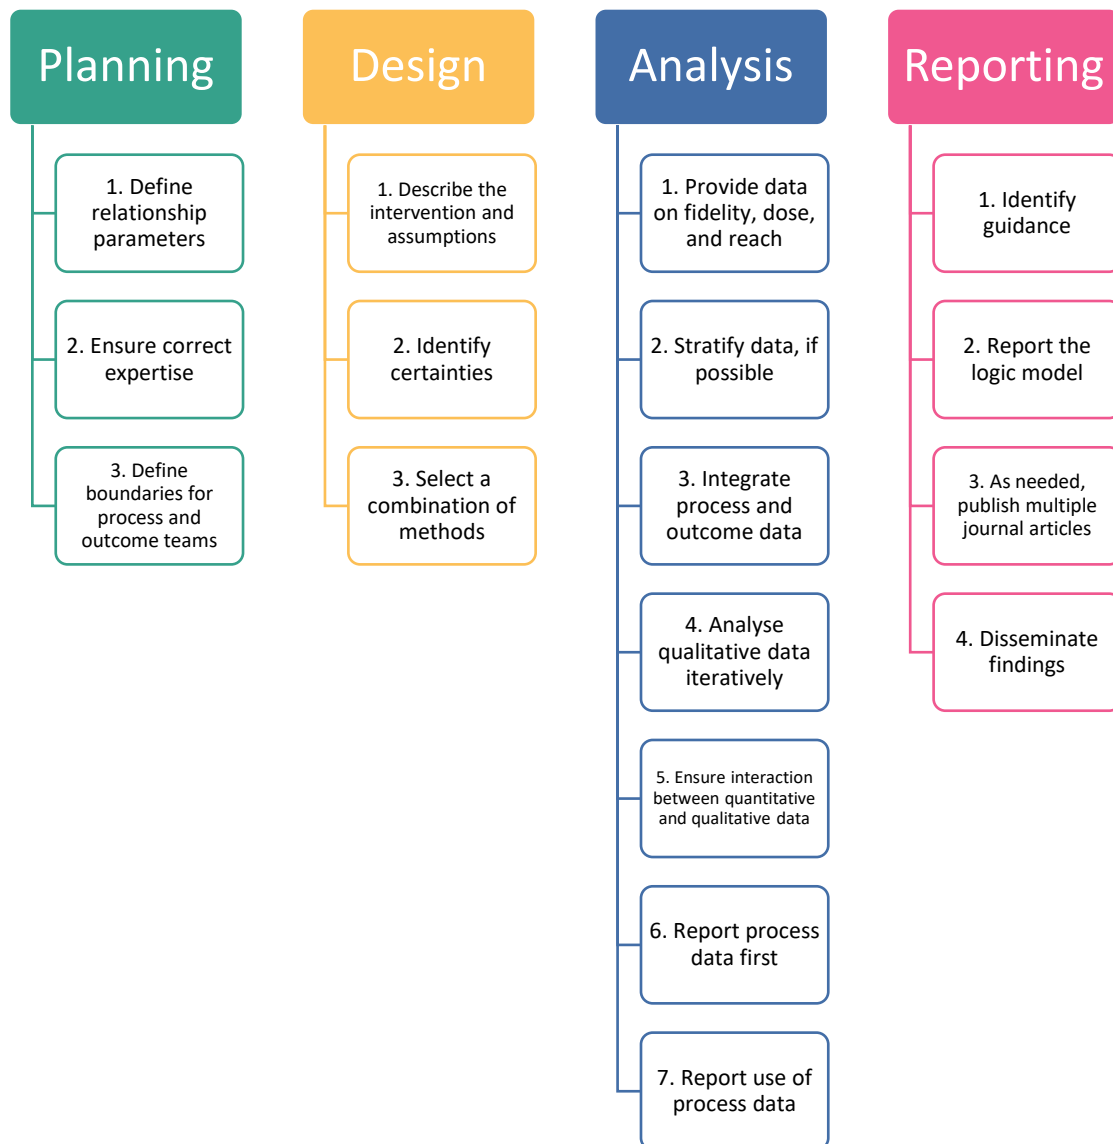 Planning
1. Define
relationship
parameters
2. Ensure correct
expertise
3. Define
boundaries for
process and
outcome teams
Design
1. Describe the
intervention and
assumptions
2. Identify
certainties
3. Select a
combination of
methods
Analysis
1. Provide data
on fidelity, dose,
and reach
2. Stratify data, if
possible
3. Integrate
process and
outcome data
4. Analyse
qualitative data
iteratively
5. Ensure interaction
between quantitative
and qualitative data
6. Report process
data first
7. Report use of
process data
Reporting
1. Identify
guidance
2. Report the
logic model
3. As needed,
publish multiple
journal articles
4. Disseminate
findings